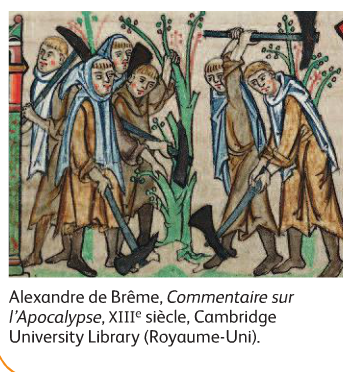 Alexandre de Brême, Commentaire sur
l'Apocalypse, XIIIe siècle, Cambridge
University Library (Royaume-Uni).